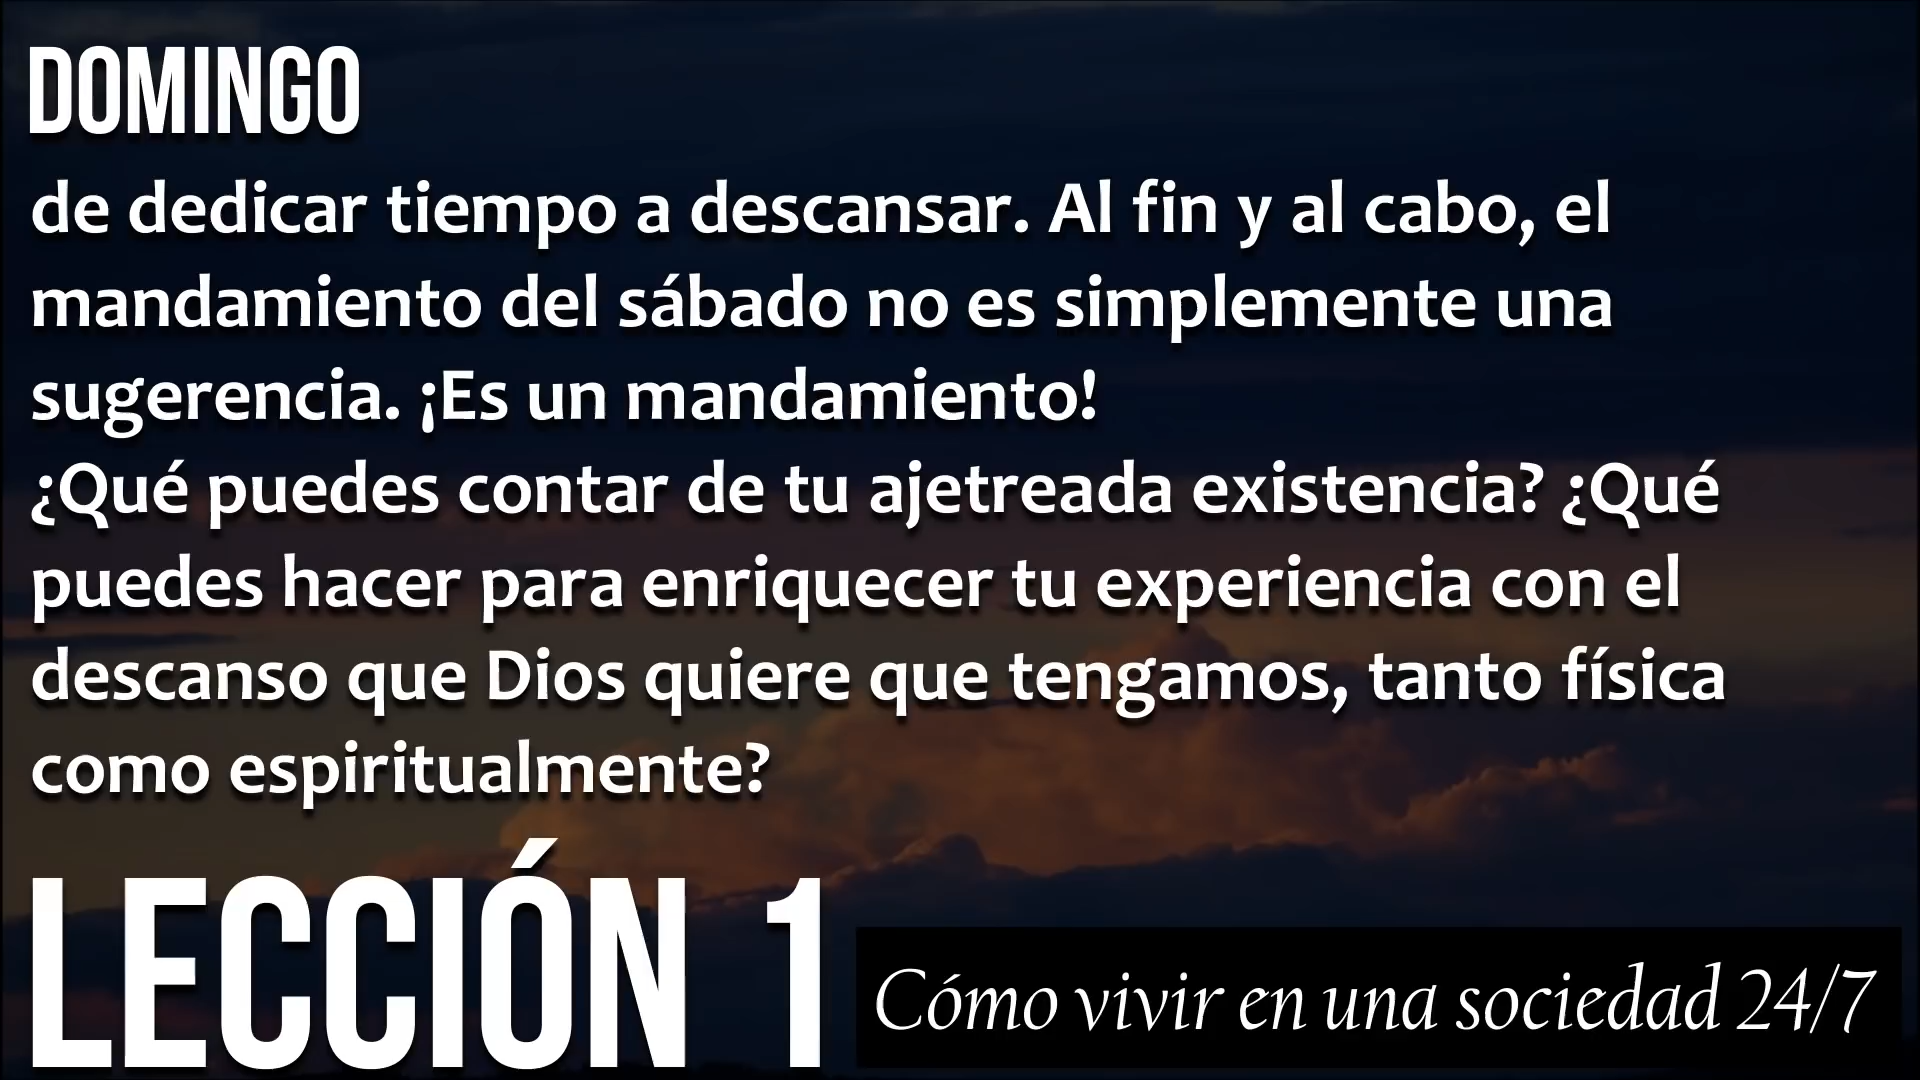 DOMINGO
de dedicar tiempo a descansar. Al fin y al cabo, el
mandamiento del sábado no es simplemente una
sugerencia. ¡Es un mandamiento!
¿Qué puedes contar de tu ajetreada existencia? ¿Qué
puedes hacer para enriquecer tu experiencia con el
descanso que Dios quiere que tengamos, tanto física
como espiritualmente?
LECCIÓN 1
Cómo vivir en una sociedad 24/7